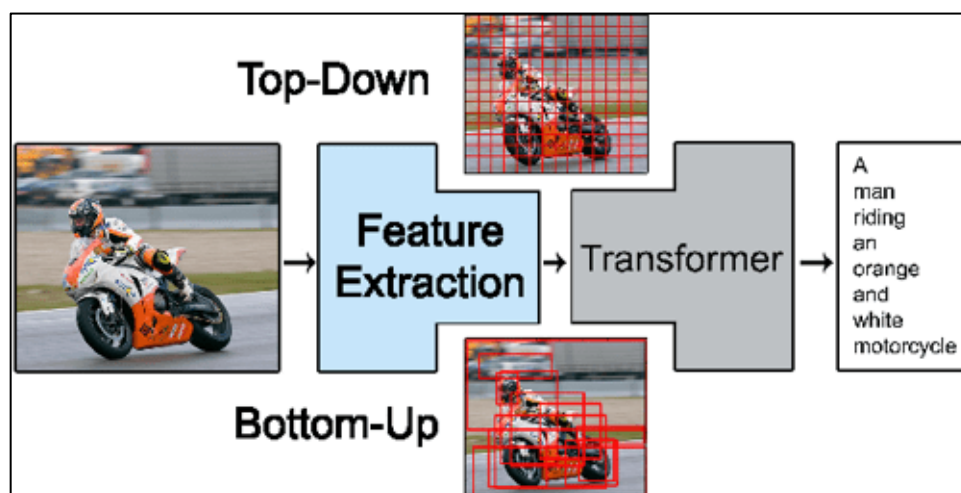 Top-Down
Feature
Extraction
Transformer
A
man
riding
an
orange
and
white
motorcycle
Bottom-Up